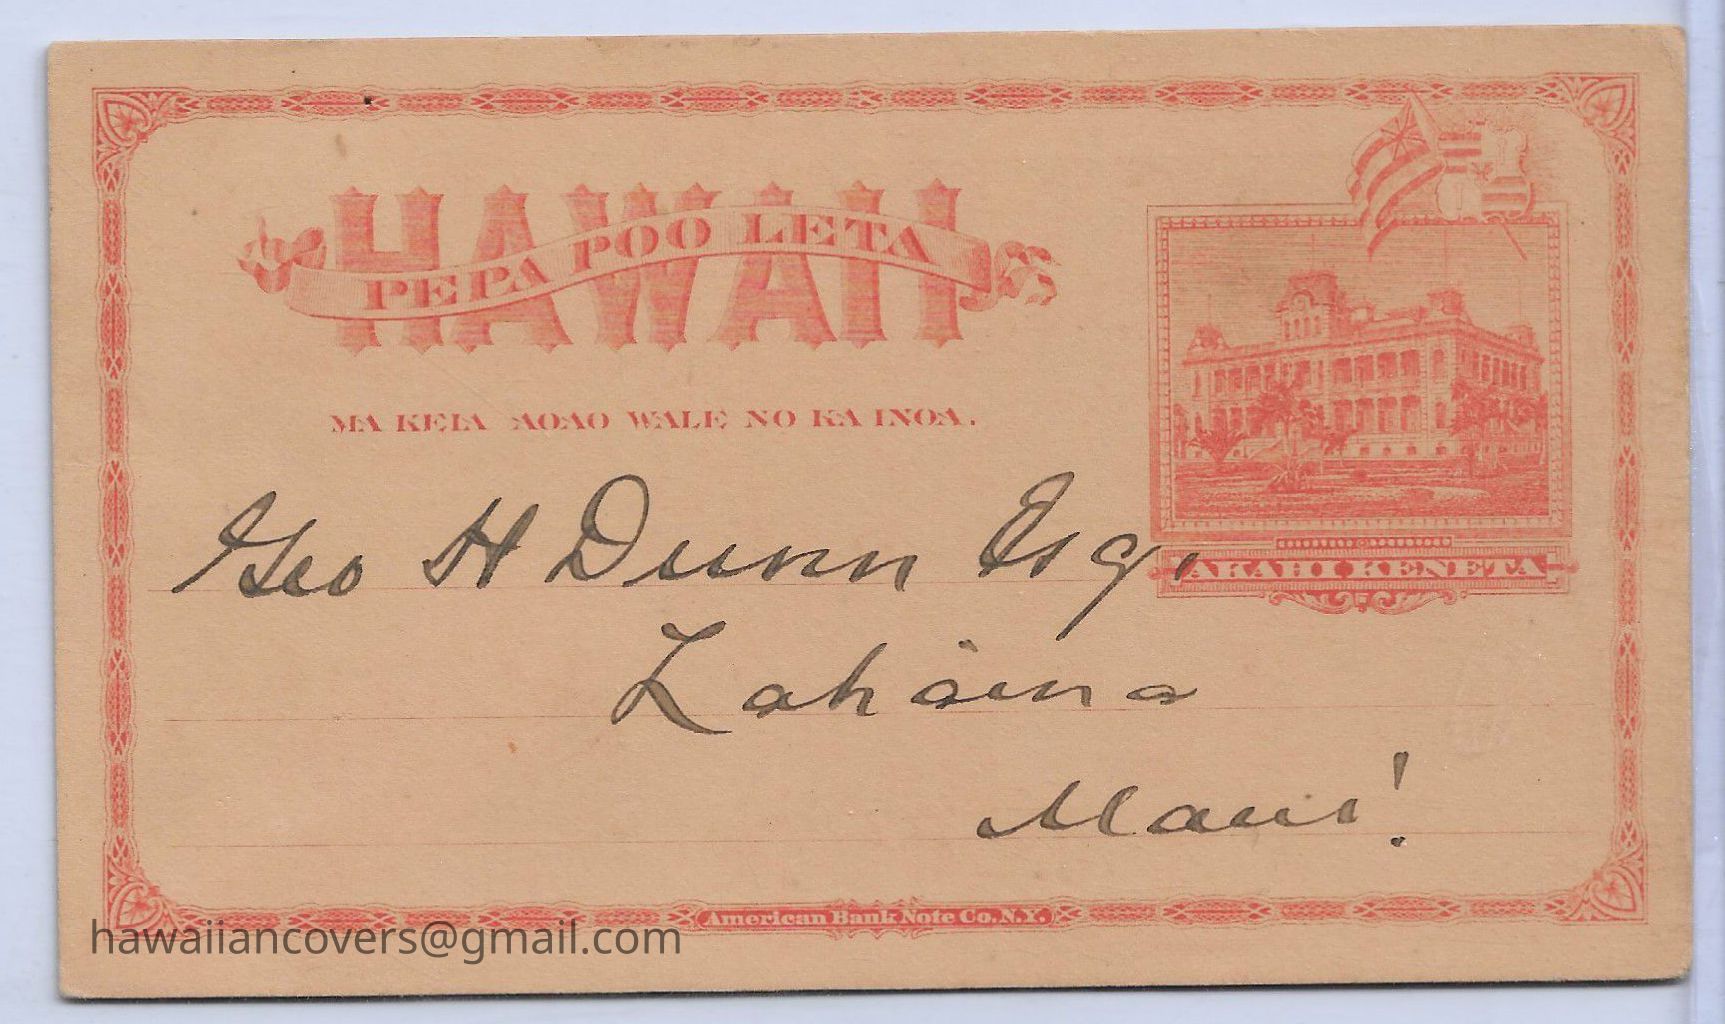 HAWAII
PEPA POO LETA
MA KEIA AOAO WALE NO KA INOA.
AKAHI KENETA
Geo H Dunn Esq.
Lahaina
Maui!
American Bank Note Co. N.Y.
hawaiiancovers@gmail.com